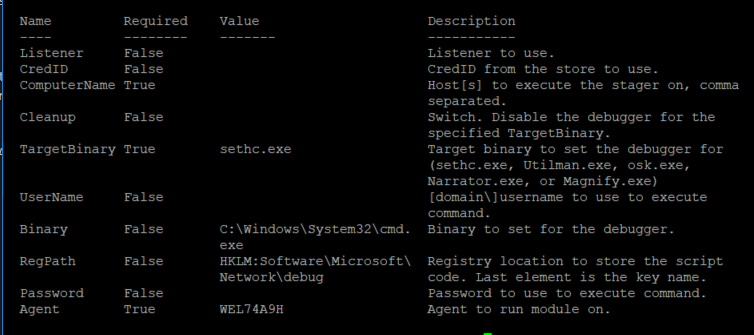 Name Required Value Description
---- -------- ------- -----------
Listener False Listener to use.
CredID False CredID from the store to use.
ComputerName True Host[s] to execute the stager on, comma
separated.
Cleanup False Switch. Disable the debugger for the
specified TargetBinary.
TargetBinary True sethc.exe Target binary to set the debugger for
(sethc.exe, Utilman.exe, osk.exe,
Narrator.exe, or Magnify.exe)
UserName False [domain\]username to use to execute
command.
Binary False C:\Windows\System32\cmd. Binary to set for the debugger.
exe
RegPath False HKLM:Software\Microsoft\ Registry location to store the script
Network\debug code. Last element is the key name.
Password False Password to use to execute command.
Agent True WEL74A9H Agent to run module on.